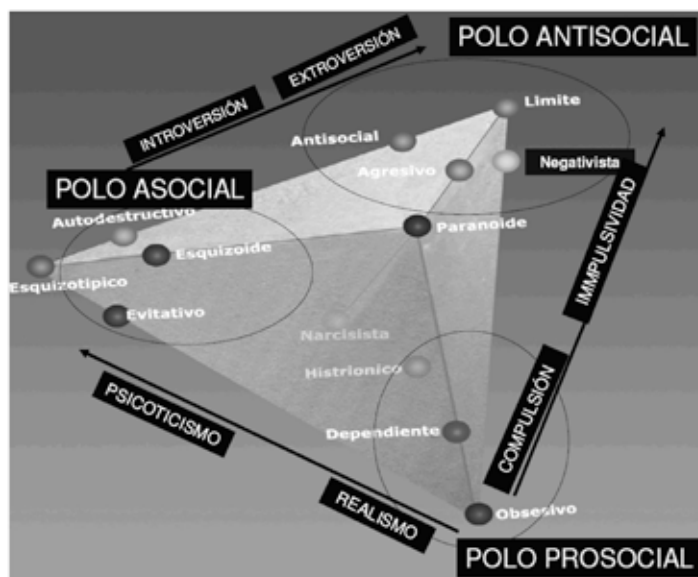 POLO ANTISOCIAL
EXTROVERSIÓN
INTROVERSIÓN
Límite
Antisocial
Negativista
Agresivo
POLO ASOCIAL
IMMPULSIVIDAD
Autodestructivo
Paranoide
Esquizoide
Esquizotipico
Evitativo
Narcisista
Histrionico
PSICOTICISMO
COMPULSIÓN
Dependiente
REALISMO
Obsesivo
POLO PROSOCIAL